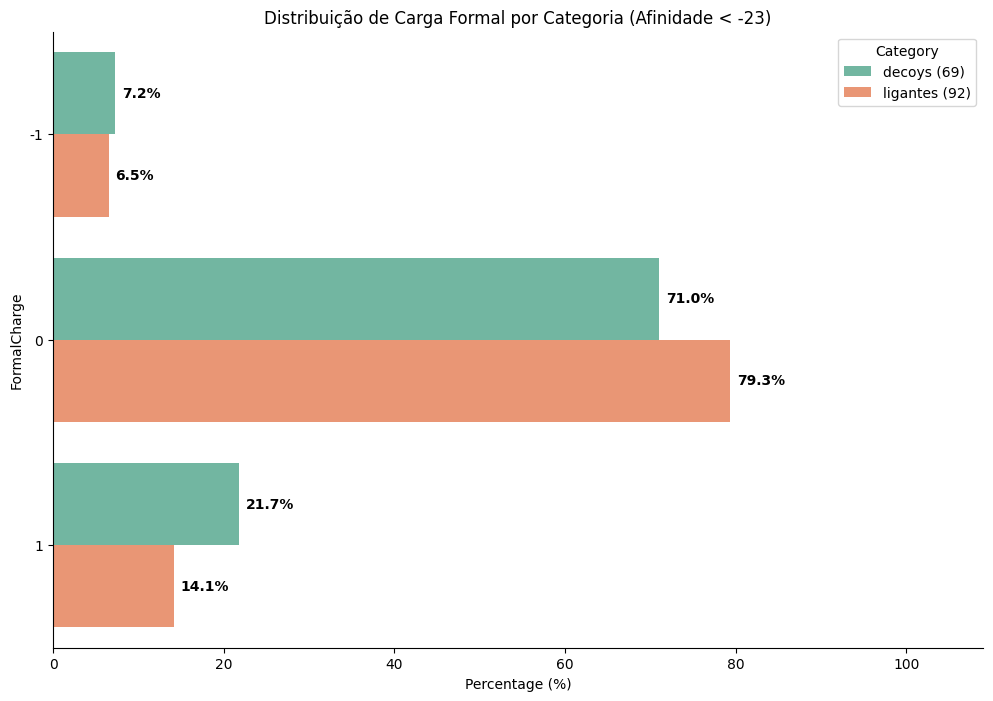 Distribuição de Carga Formal por Categoria (Afinidade < -23)
Category
decoys (69)
ligantes (92)
FormalCharge
-1
7.2%
6.5%
0
71.0%
79.3%
1
21.7%
14.1%
0 20 40 60 80 100
Percentage (%)